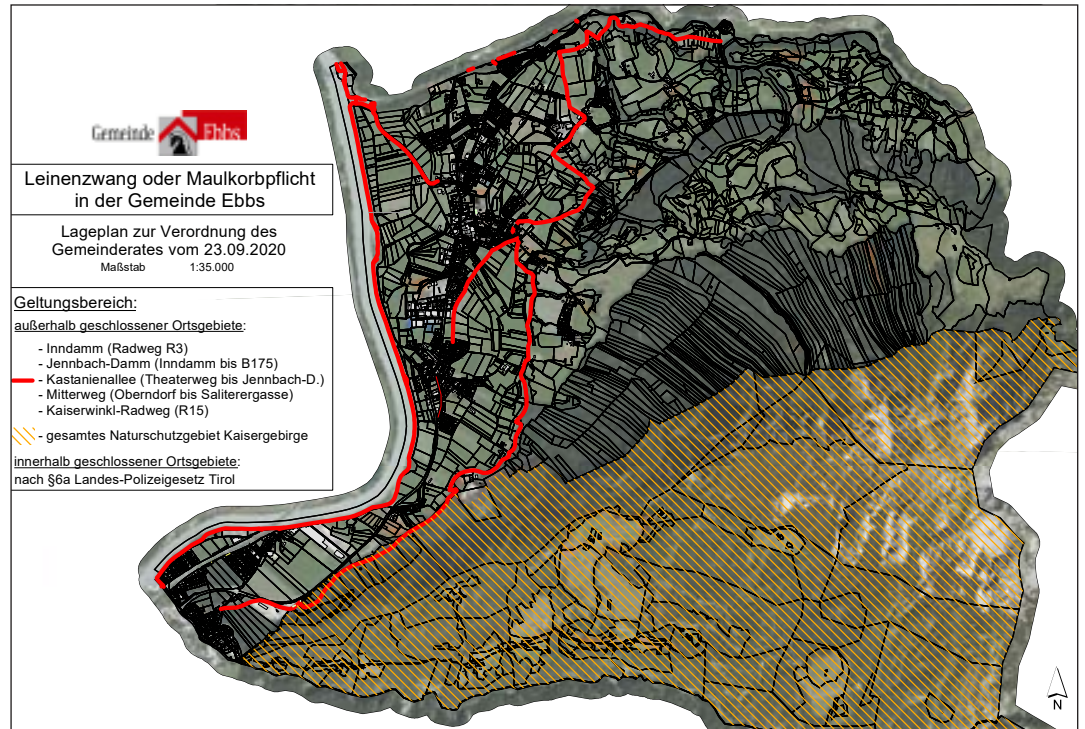 Gemeinde Ebbs
Leinenzwang oder Maulkorbpflicht
in der Gemeinde Ebbs
Lageplan zur Verordnung des
Gemeinderates vom 23.09.2020
Maßstab 1:35.000
Geltungsbereich:
außerhalb geschlossener Ortsgebiete:
- Inndamm (Radweg R3)
- Jennbach-Damm (Inndamm bis B175)
- Kastanienallee (Theaterweg bis Jennbach-D.)
- Mitterweg (Oberndorf bis Saliterergasse)
- Kaiserwinkl-Radweg (R15)
- gesamtes Naturschutzgebiet Kaisergebirge
innerhalb geschlossener Ortsgebiete:
nach §6a Landes-Polizeigesetz Tirol
N